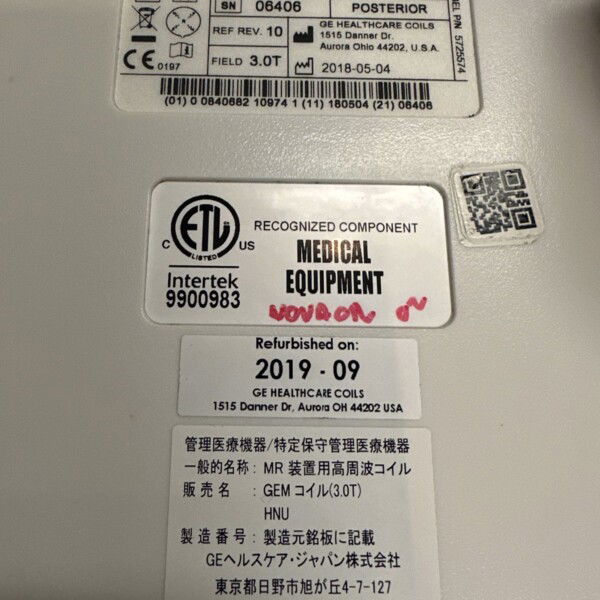 SN 06406 POSTERIOR
REF REV. 10 GE HEALTHCARE COILS
1515 Danner Dr.
Aurora Ohio 44202, U.S.A.
CE 0197 FIELD 3.0T 2018-05-04
(01) 0 0840682 10974 1 (11) 180504 (21) 06406
EL P/N 5725574
C ETL US
LISTED
Intertek
9900983
RECOGNIZED COMPONENT
MEDICAL
EQUIPMENT
Refurbished on:
2019 - 09
GE HEALTHCARE COILS
1515 Danner Dr, Aurora OH 44202 USA
管理医療機器/特定保守管理医療機器
一般的名称: MR 装置用高周波コイル
販売名 : GEM コイル(3.0T)
HNU
製造番号: 製造元銘板に記載
GEヘルスケア・ジャパン株式会社
東京都日野市旭が丘4-7-127